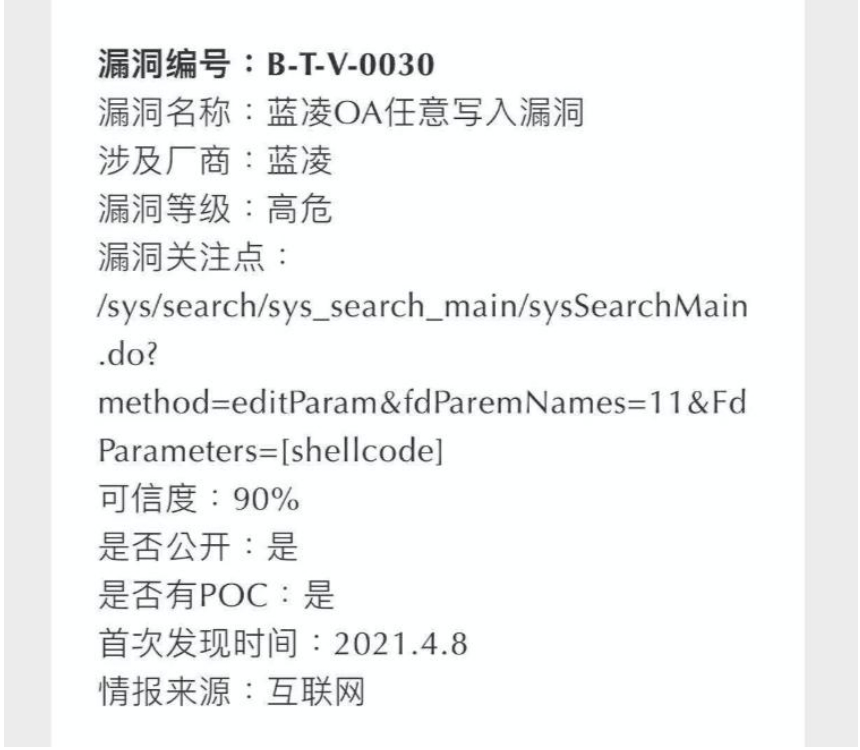 漏洞编号：B-T-V-0030
漏洞名称：蓝凌OA任意写入漏洞
涉及厂商：蓝凌
漏洞等级：高危
漏洞关注点：
/sys/search/sys_search_main/sysSearchMain
.do?
method=editParam&fdParemNames=11&Fd
Parameters=[shellcode]
可信度：90%
是否公开：是
是否有POC：是
首次发现时间：2021.4.8
情报来源：互联网